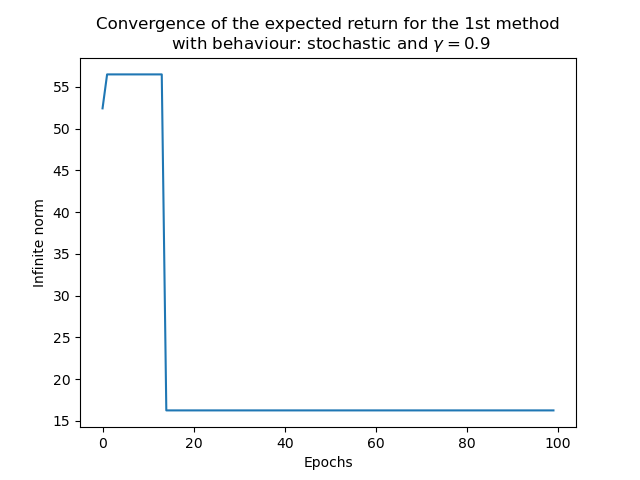 Convergence of the expected return for the 1st method
with behaviour: stochastic and γ = 0.9
55
50
45
40
35
30
25
20
15
Infinite norm
0 20 40 60 80 100
Epochs